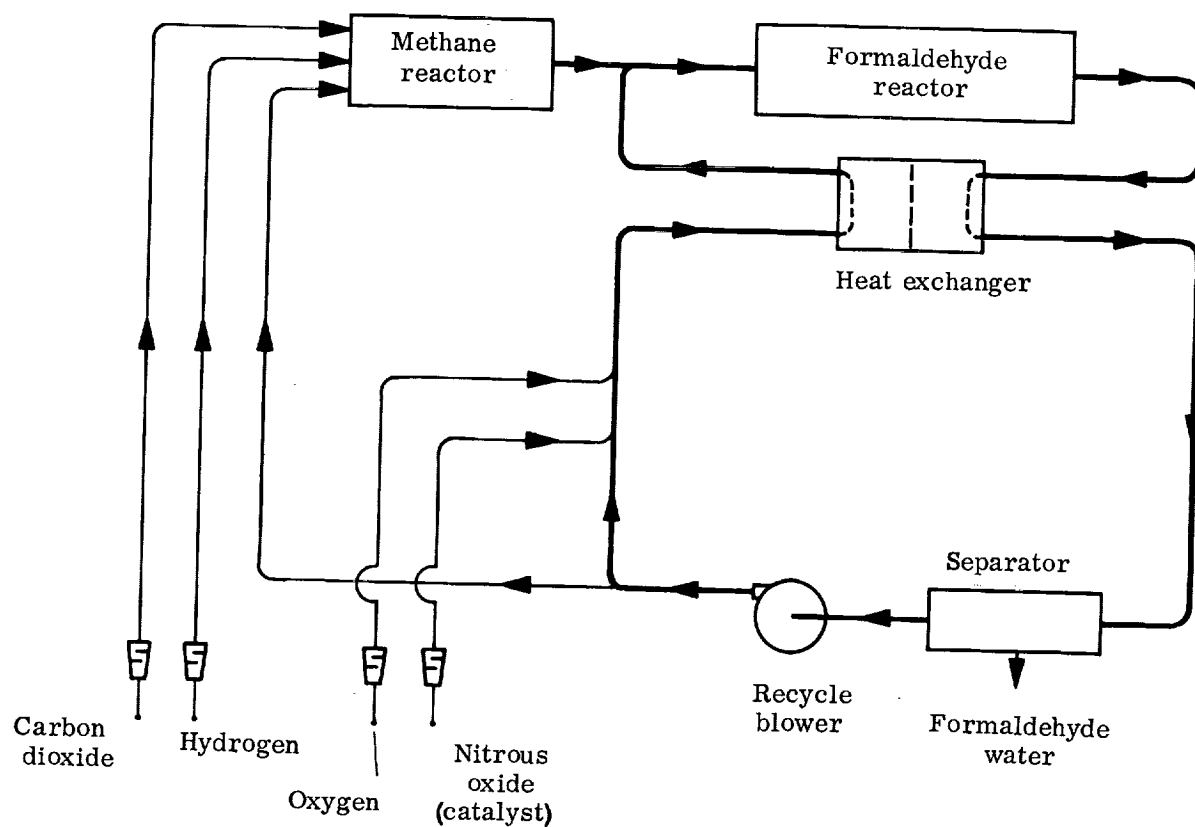 Methane
reactor
Formaldehyde
reactor
Heat exchanger
Separator
Recycle
blower
Formaldehyde
water
Carbon
dioxide
Hydrogen
Oxygen
Nitrous
oxide
(catalyst)